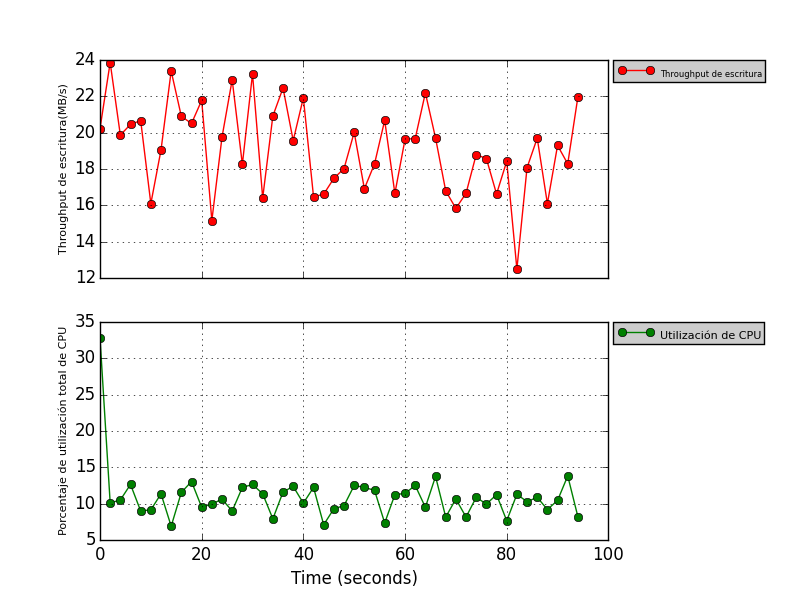 24
22
20
18
16
14
12
Throughput de escritura(MB/s)
Throughput de escritura
35
30
25
20
15
10
5
Porcentaje de utilización total de CPU
Utilización de CPU
0 20 40 60 80 100
Time (seconds)